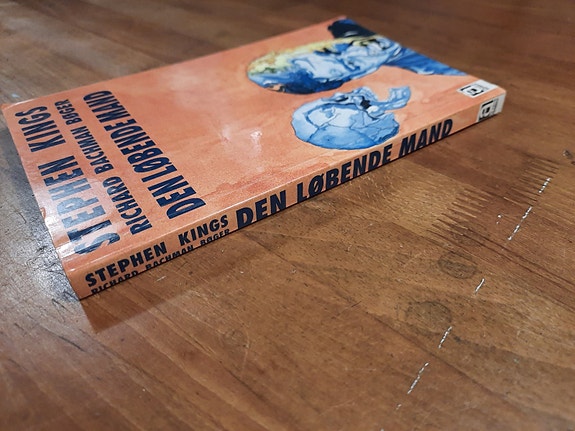 STEPHEN KINGS
RICHARD BACHMAN BØGER
DEN LØBENDE MAND
STEPHEN KINGS
RICHARD BACHMAN BØGER
DEN LØBENDE MAND